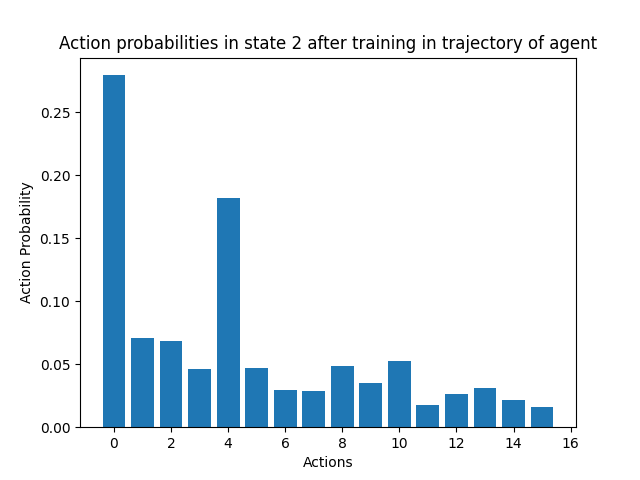 Action probabilities in state 2 after training in trajectory of agent
0.25
0.20
0.15
0.10
0.05
0.00
Action Probability
0 2 4 6 8 10 12 14 16
Actions